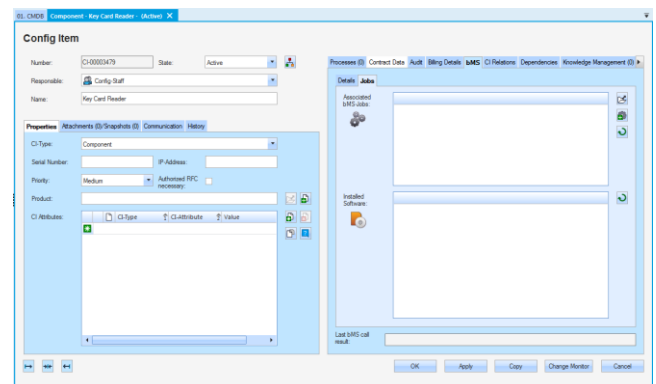 01. CMDB Component - Key Card Reader - (Active) X
Config Item
Number: CI-00003479 State: Active
Responsible: Config-Staff
Name: Key Card Reader
Properties Attachments (0)/Snapshots (0) Communication History
CI-Type: Component
Serial Number: IP-Address:
Priority: Medium Authorised RFC
necessary:
Product:
CI Attributes: CI-Type CI-Attribute Value
Processes (0) Contract Data Audit Billing Details bMS CI Relations Dependencies Knowledge Management (0)
Details Jobs
Associated
bMS-Jobs:
Installed
Software:
Last bMS-call
result:
OK Apply Copy Change Monitor Cancel